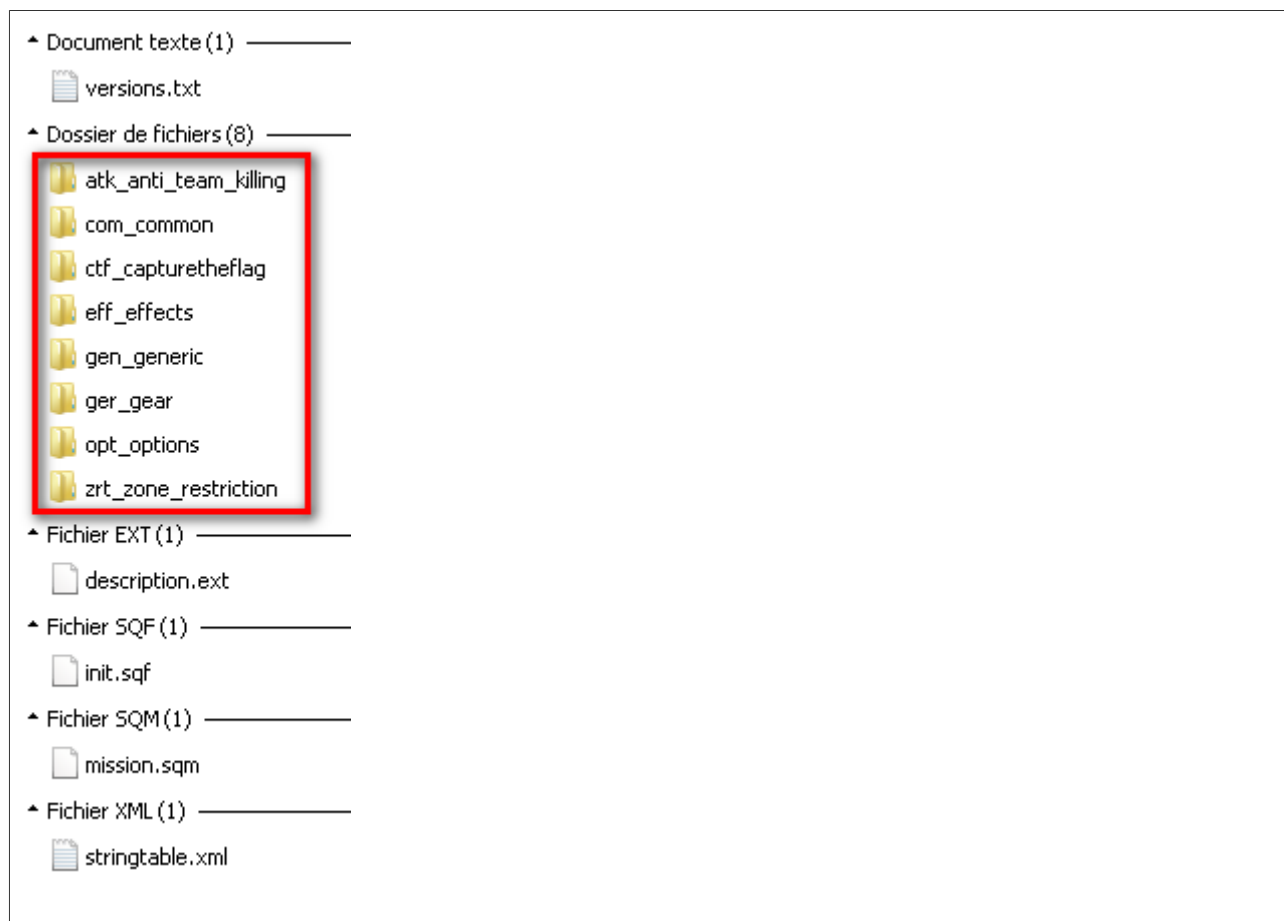 Document texte (1)
versions.txt
Dossier de fichiers (8)
atk_anti_team_killing
com_common
ctf_capturetheflag
eff_effects
gen_generic
ger_gear
opt_options
zrt_zone_restriction
Fichier EXT (1)
description.ext
Fichier SQF (1)
init.sqf
Fichier SQM (1)
mission.sqm
Fichier XML (1)
stringtable.xml